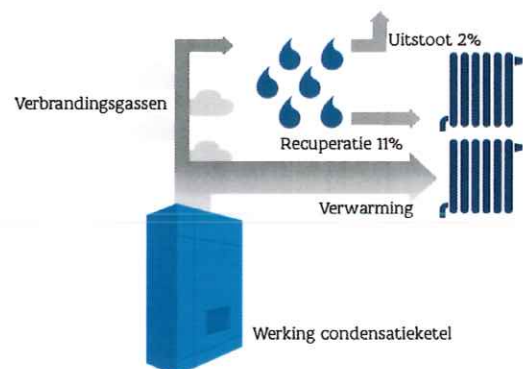 Uitstoot 2%
Verbrandingsgassen
Recuperatie 11%
Verwarming
Werking condensatieketel